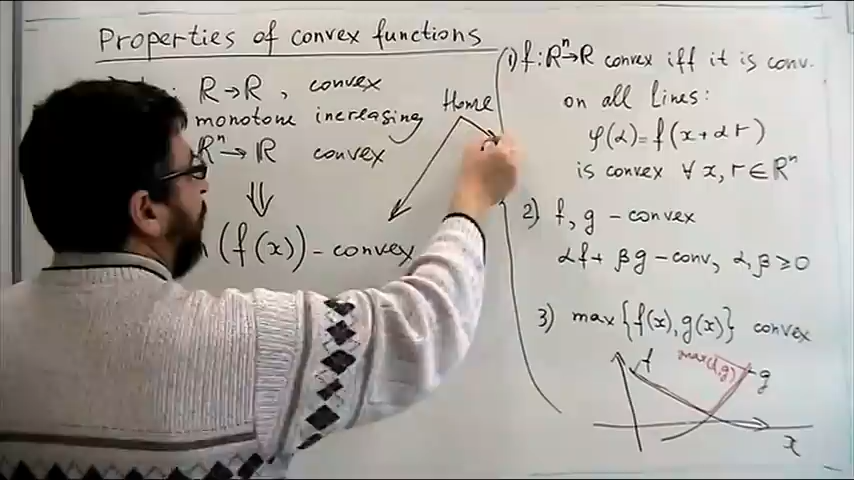 Properties of convex functions
R→R, convex
monotone increasing
Rⁿ→R convex
⇓
(f(x)) - convex
Home
1) f: Rⁿ→R convex iff it is conv.
on all Lines:
φ(α)=f(x+αr)
is convex ∀x, r∈Rⁿ
2) f, g - convex
αf+βg - conv, α,β≥0
3) max{f(x),g(x)} convex
f
max(f,g)
g
x